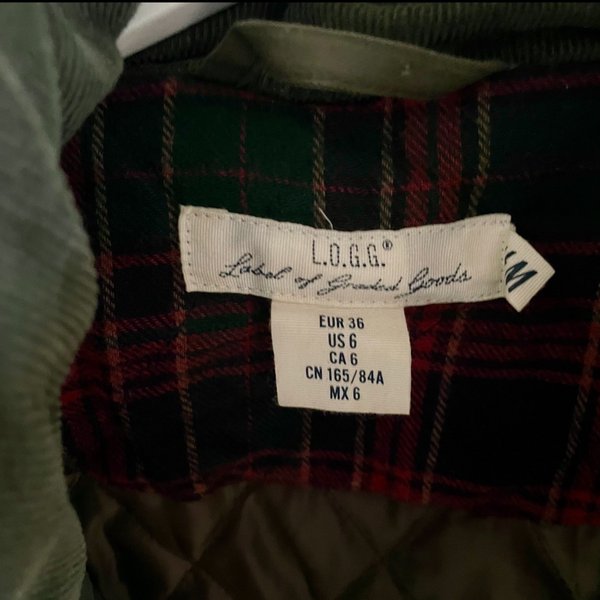 L.O.G.G.®
Label of Graded Goods
EUR 36
US 6
CA 6
CN 165/84A
MX 6